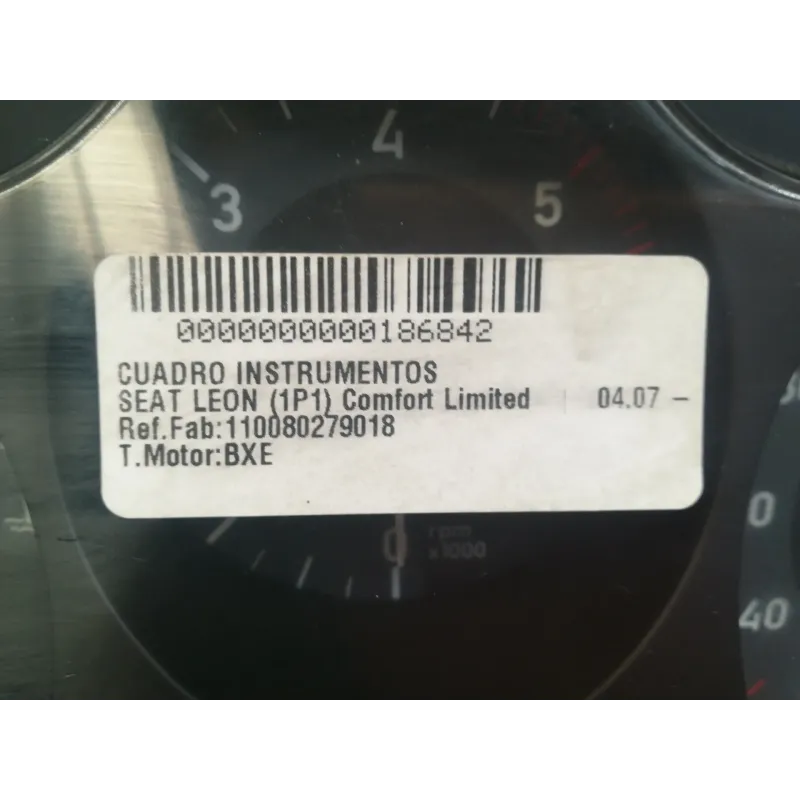 4
3
5
0000000000186842
CUADRO INSTRUMENTOS
SEAT LEON (1P1) Comfort Limited 04.07 -
Ref.Fab:110080279018
T.Motor:BXE
0
rpm
x1000
0
40